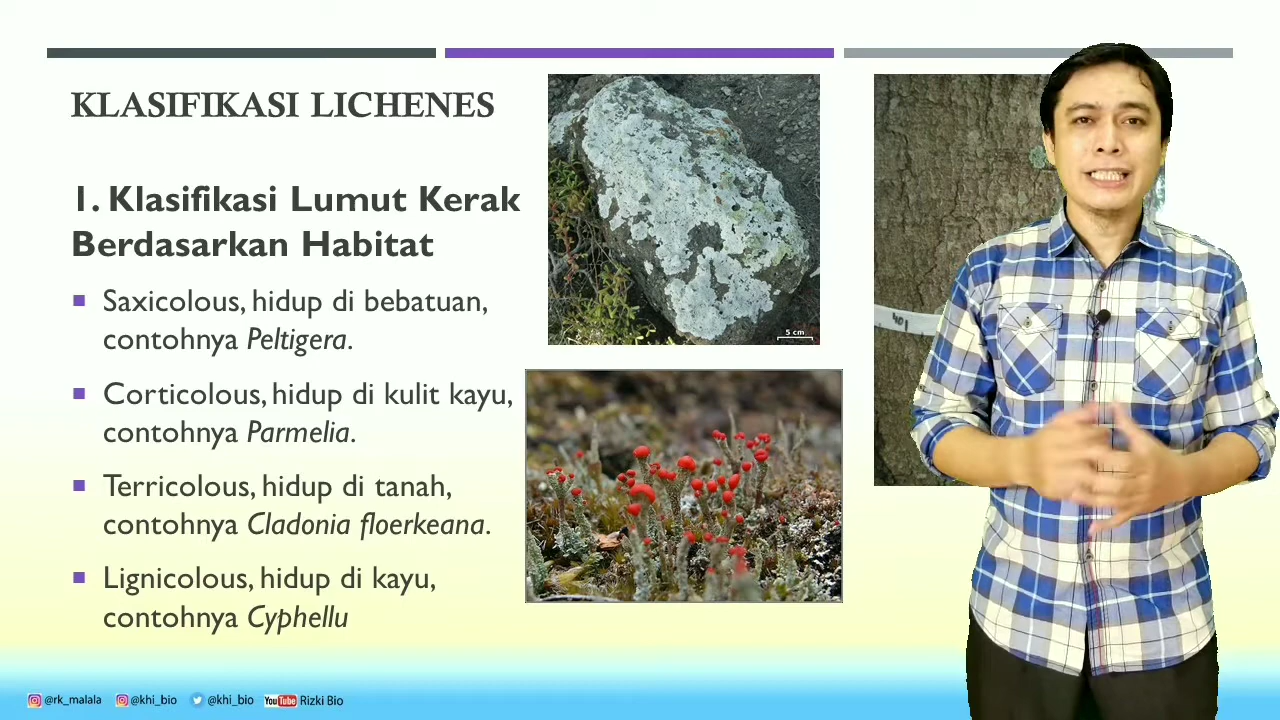 KLASIFIKASI LICHENES
1. Klasifikasi Lumut Kerak
Berdasarkan Habitat
Saxicolous, hidup di bebatuan,
contohnya Peltigera.
Corticolous, hidup di kulit kayu,
contohnya Parmelia.
Terricolous, hidup di tanah,
contohnya Cladonia floerkeana.
Lignicolous, hidup di kayu,
contohnya Cyphellu
5 cm
401
@rk_malala @khi_bio @khi_bio YouTube Rizki Bio